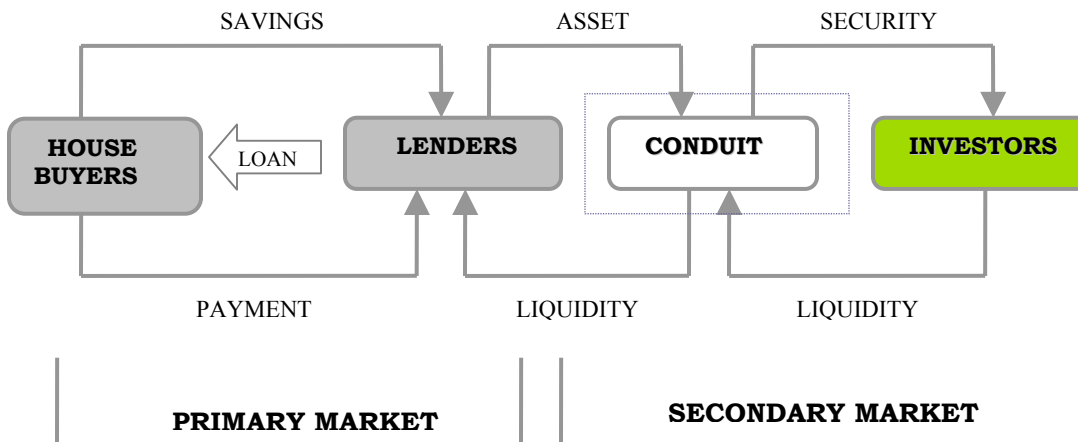 SAVINGS
ASSET
SECURITY
HOUSE
BUYERS
LOAN
LENDERS
CONDUIT
INVESTORS
PAYMENT
LIQUIDITY
LIQUIDITY
PRIMARY MARKET
SECONDARY MARKET